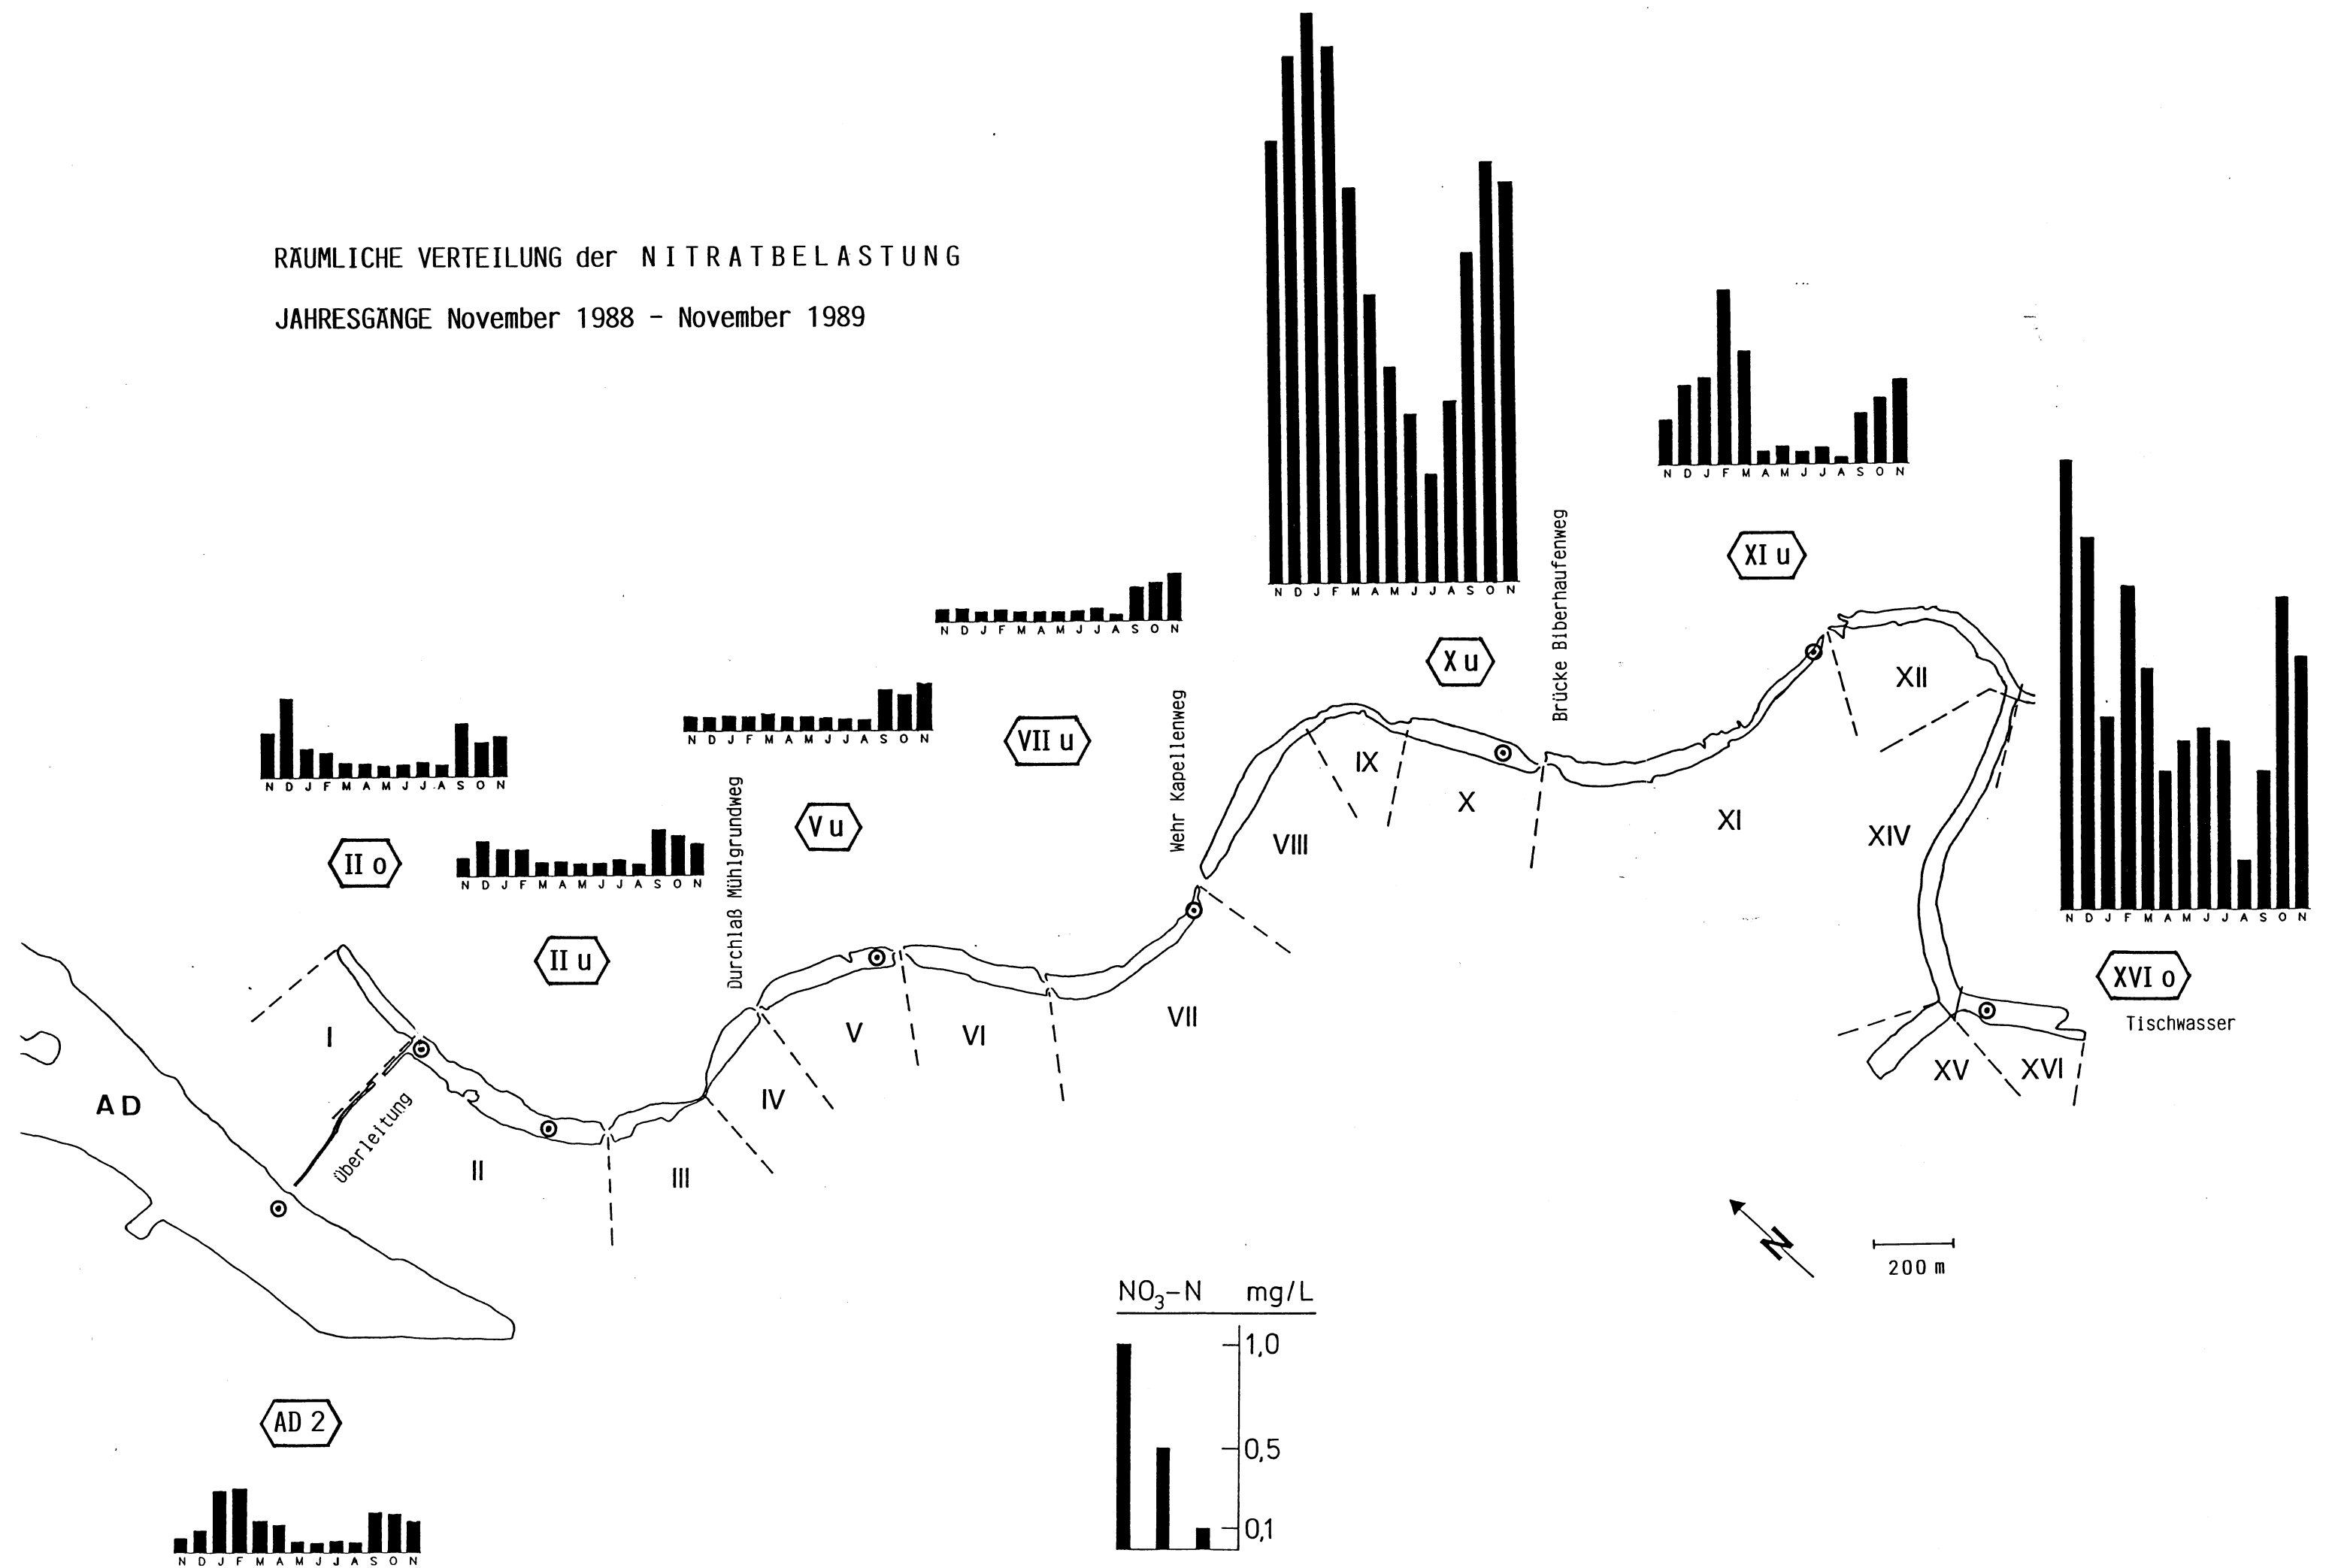 RÄUMLICHE VERTEILUNG der NITRATBELASTUNG
JAHRESGÄNGE November 1988 - November 1989
N D J F M A M J J A S O N
X u
Brücke Biberhaufenweg
N D J F M A M J J A S O N
XI u
N D J F M A M J J A S O N
XVI o
Tischwasser
N D J F M A M J J A S O N
VII u
Wehr Kapellenweg
N D J F M A M J J A S O N
V u
Durchlaß Mühlgrundweg
N D J F M A M J J A S O N
II o
N D J F M A M J J A S O N
II u
I
II
III
IV
V
VI
VII
VIII
IX
X
XI
XII
XIV
XV
XVI
AD
Überleitung
AD 2
N D J F M A M J J A S O N
NO₃-N mg/L
1,0
0,5
0,1
N
200 m